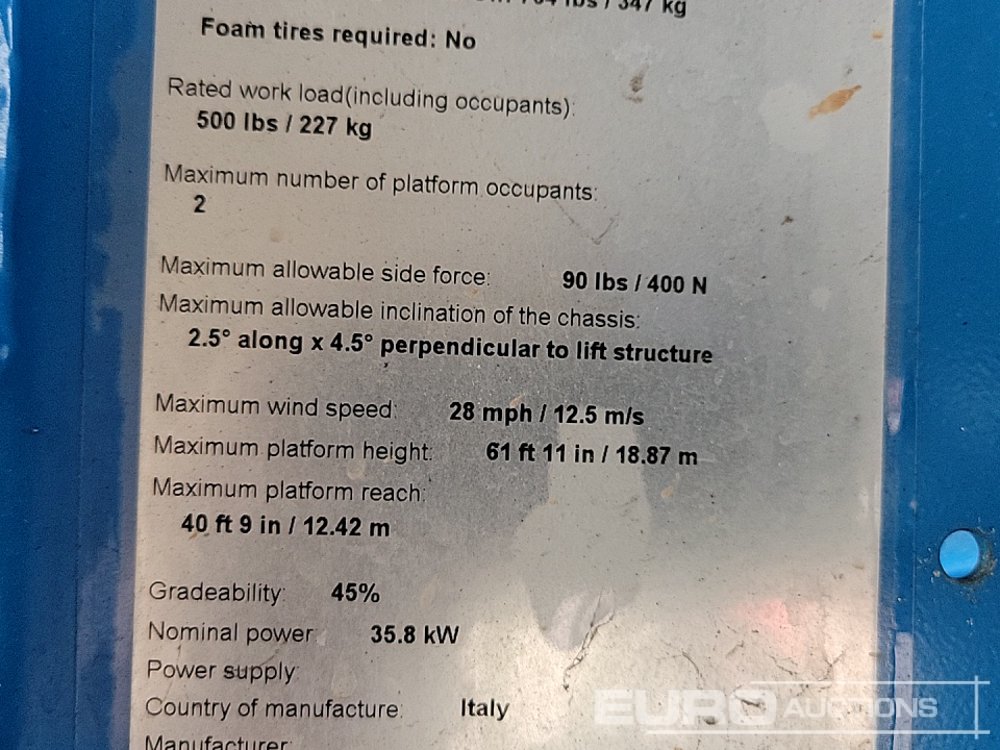 347 kg
Foam tires required: No
Rated work load(including occupants):
500 lbs / 227 kg
Maximum number of platform occupants:
2
Maximum allowable side force: 90 lbs / 400 N
Maximum allowable inclination of the chassis:
2.5° along x 4.5° perpendicular to lift structure
Maximum wind speed: 28 mph / 12.5 m/s
Maximum platform height: 61 ft 11 in / 18.87 m
Maximum platform reach:
40 ft 9 in / 12.42 m
Gradeability: 45%
Nominal power: 35.8 kW
Power supply:
Country of manufacture: Italy
Manufacturer:
EURO AUCTIONS